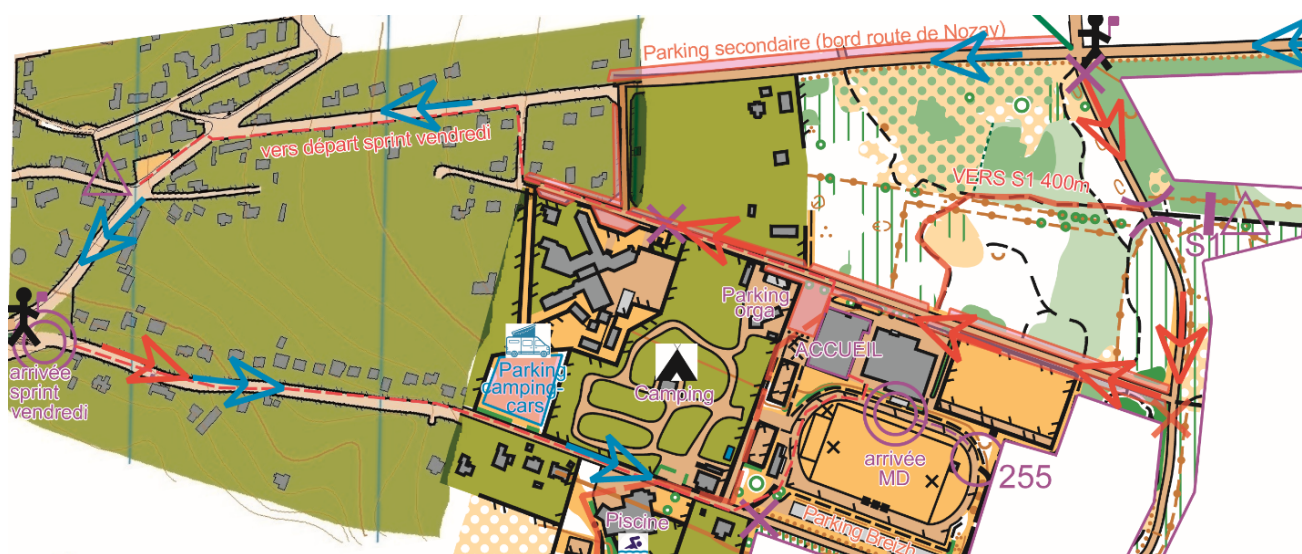 Parking secondaire (bord route de Nozay)
vers départ sprint vendredi
VERS S1 400m
S1
Parking
orga
ACCUEIL
arrivée
sprint
vendredi
Parking
camping-
cars
Camping
arrivée
MD
255
Piscine
Parking Breizh